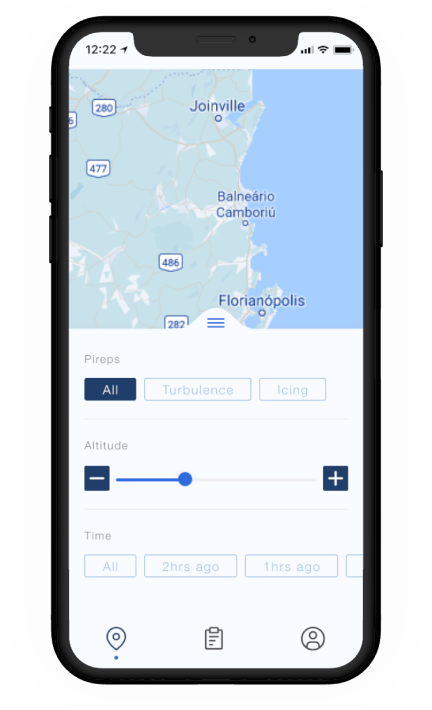 12:22
280
Joinville
6
477
Balneário
Camboriú
486
Florianópolis
282
Pireps
All
Turbulence
Icing
Altitude
Time
All
2hrs ago
1hrs ago